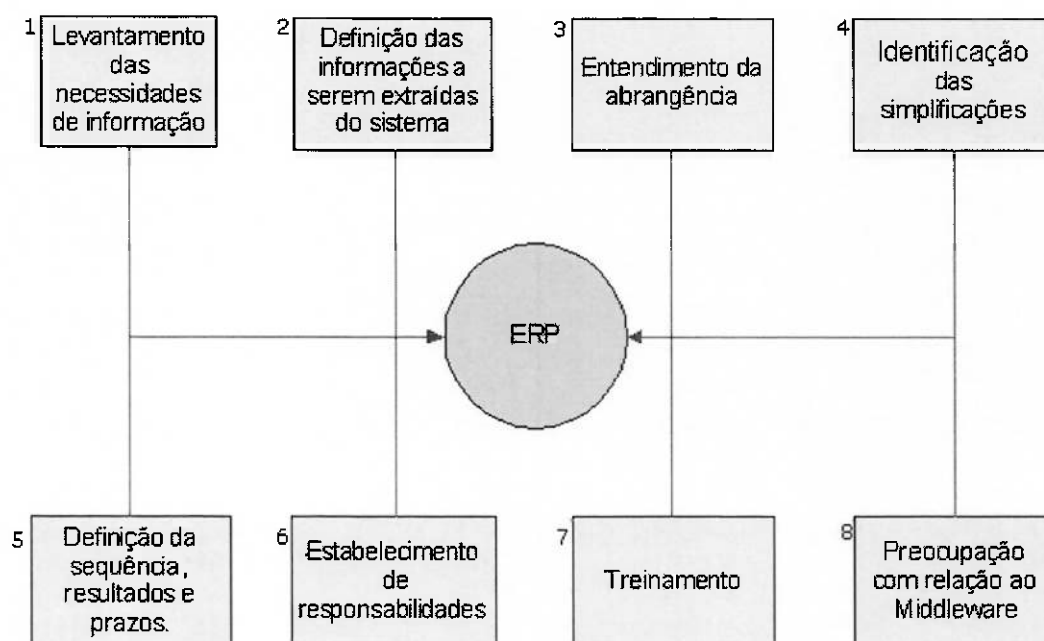 1
Levantamento
das
necessidades
de informação
2
Definição das
informações a
serem extraídas
do sistema
3
Entendimento da
abrangência
4
Identificação
das
simplificações
ERP
5
Definição da
sequência,
resultados e
prazos.
6
Estabelecimento
de
responsabilidades
7
Treinamento
8
Preocupação
com relação ao
Middleware